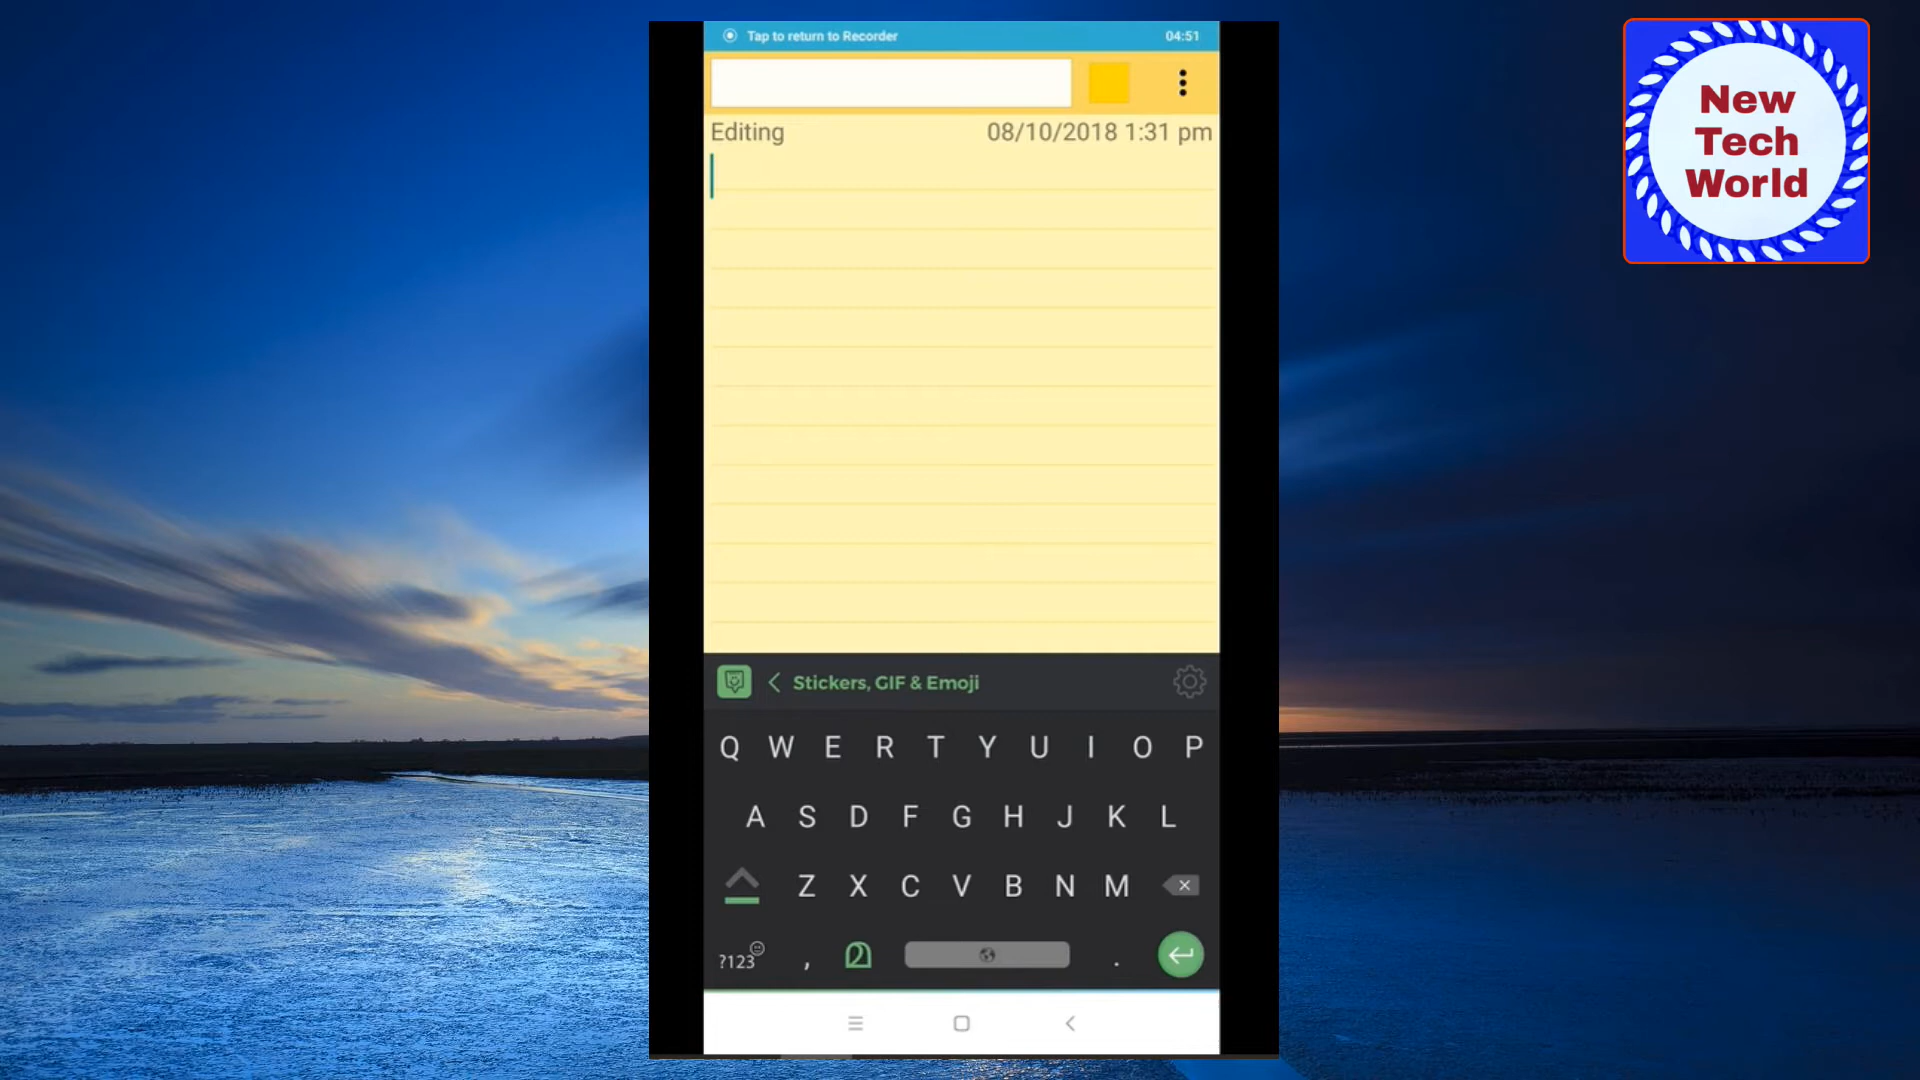 Tap to return to Recorder 04:51
Editing 08/10/2018 1:31 pm
Stickers, GIF & Emoji
Q W E R T Y U I O P
A S D F G H J K L
Z X C V B N M
?123 , മ .
New
Tech
World